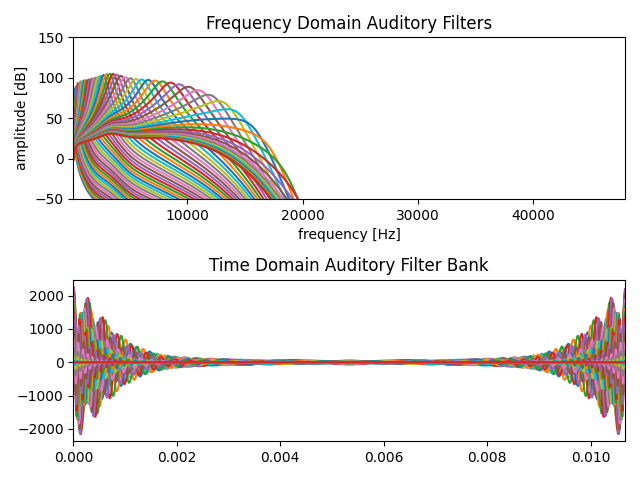 Frequency Domain Auditory Filters
150
100
50
0
−50
amplitude [dB]
10000 20000 30000 40000
frequency [Hz]
Time Domain Auditory Filter Bank
2000
1000
0
−1000
−2000
0.000 0.002 0.004 0.006 0.008 0.010